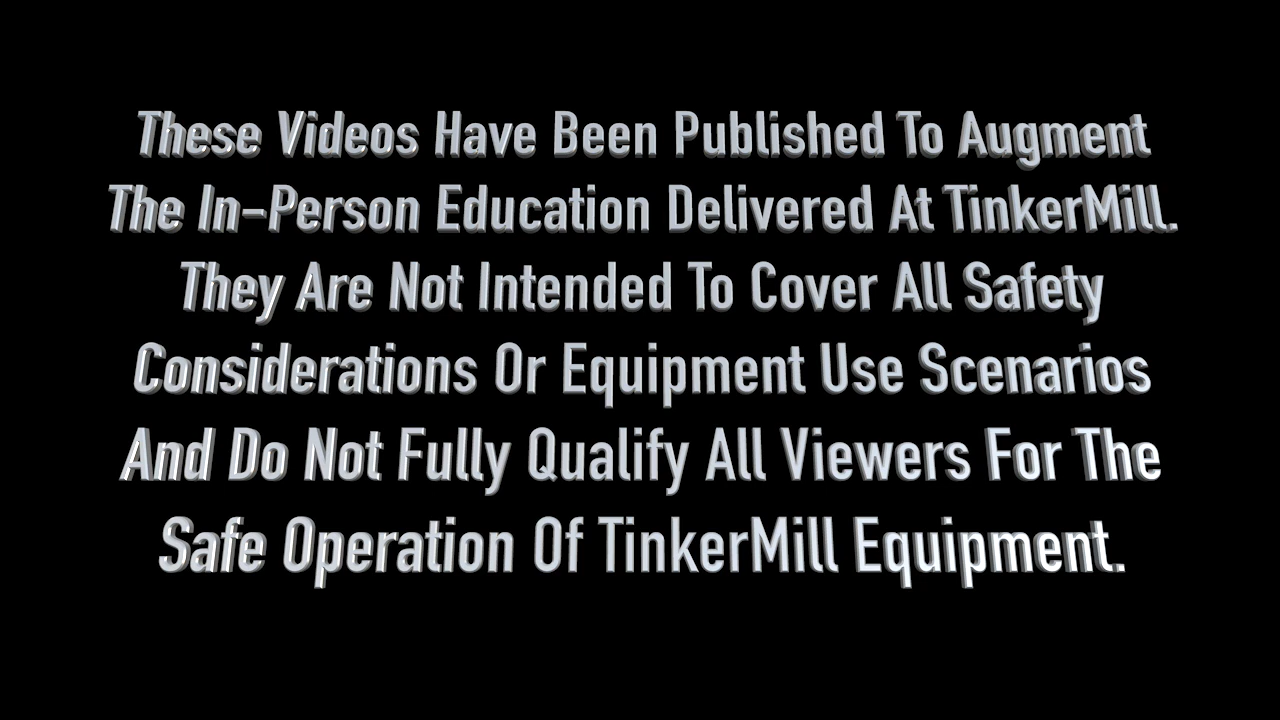 These Videos Have Been Published To Augment
The In-Person Education Delivered At TinkerMill.
They Are Not Intended To Cover All Safety
Considerations Or Equipment Use Scenarios
And Do Not Fully Qualify All Viewers For The
Safe Operation Of TinkerMill Equipment.